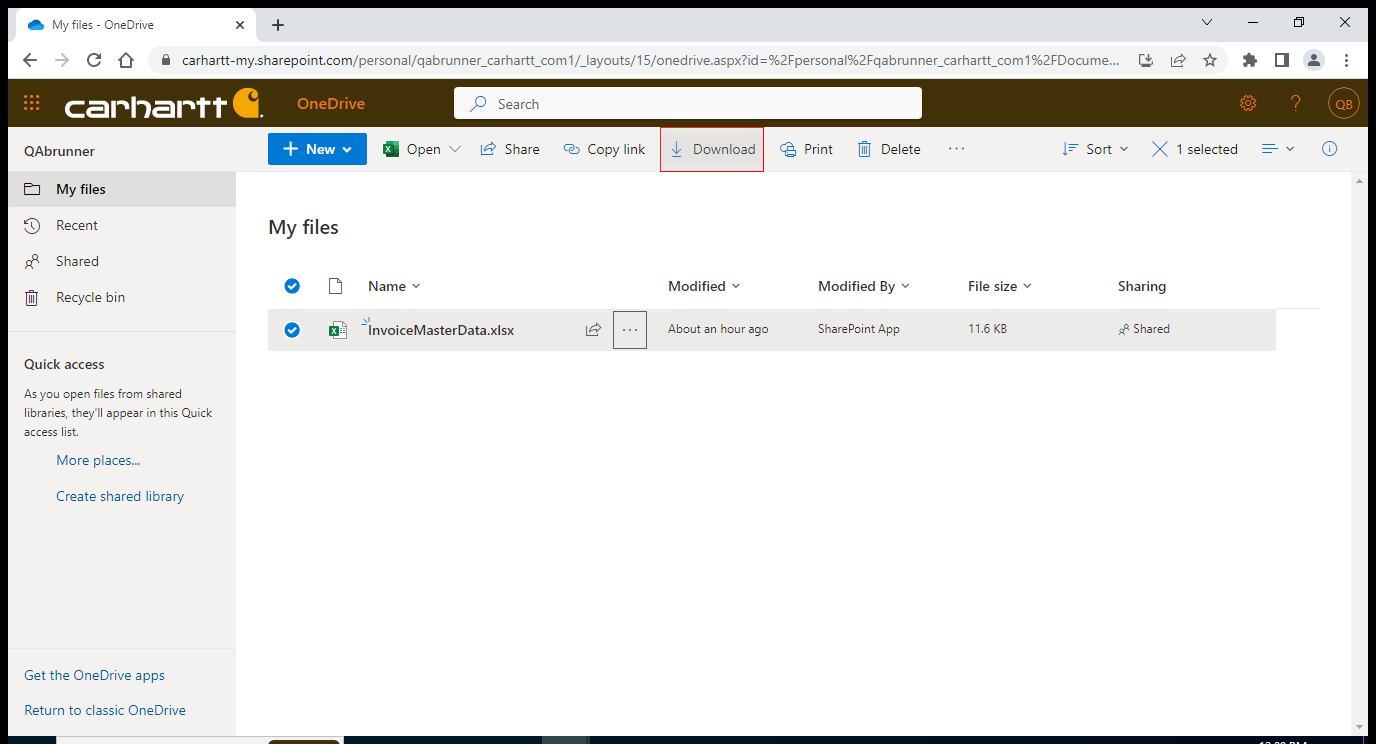 My files - OneDrive
carhartt-my.sharepoint.com/personal/qabrunner_carhartt_com1/_layouts/15/onedrive.aspx?id=%2Fpersonal%2Fqabrunner_carhartt_com1%2FDocume...
carhartt OneDrive Search ? QB
QAbrunner
New Open Share Copy link Download Print Delete ... Sort 1 selected
My files
Recent
Shared
Recycle bin
Quick access
As you open files from shared
libraries, they'll appear in this Quick
access list.
More places...
Create shared library
Get the OneDrive apps
Return to classic OneDrive
My files
Name Modified Modified By File size Sharing
InvoiceMasterData.xlsx ... About an hour ago SharePoint App 11.6 KB Shared